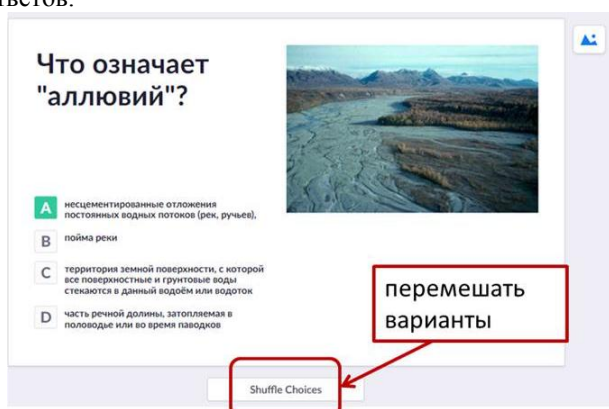 Что означает
"аллювий"?
A несцементированные отложения
постоянных водных потоков (рек, ручьев),
B пойма реки
C территория земной поверхности, с которой
все поверхностные и грунтовые воды
стекаются в данный водоём или водоток
D часть речной долины, затопляемая в
половодье или во время паводков
перемешать
варианты
Shuffle Choices